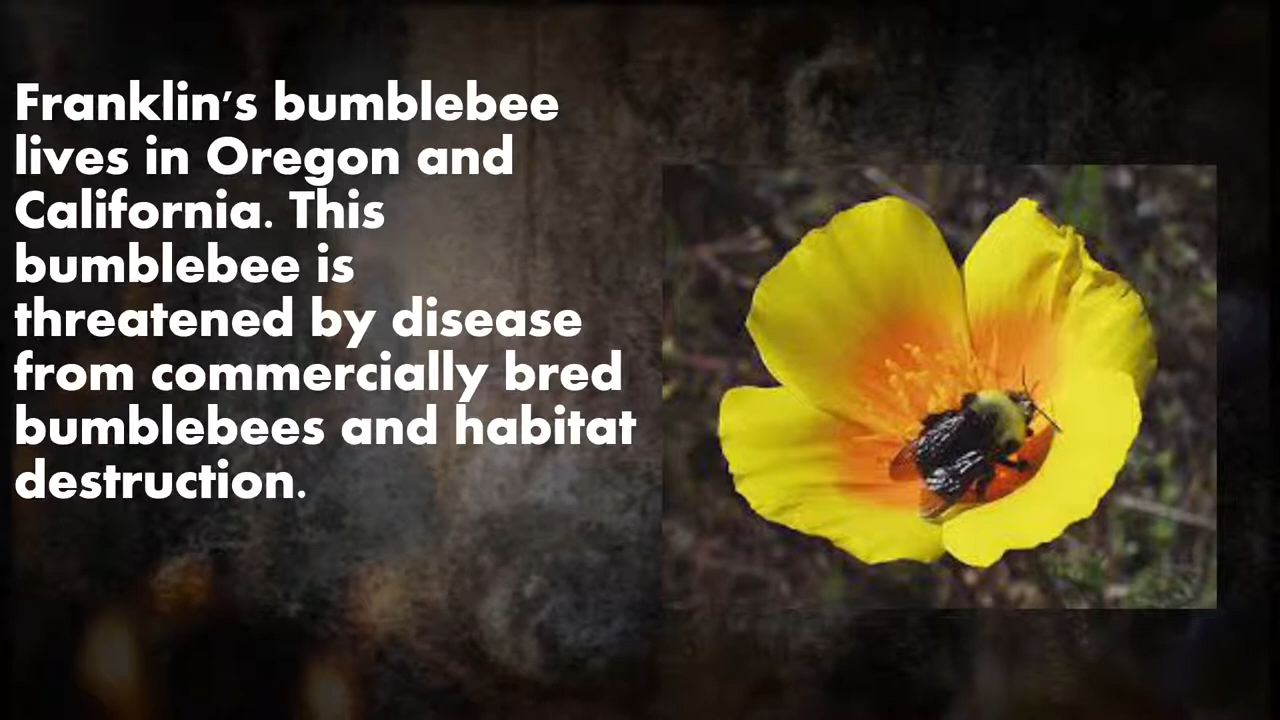 Franklin's bumblebee
lives in Oregon and
California. This
bumblebee is
threatened by disease
from commercially bred
bumblebees and habitat
destruction.